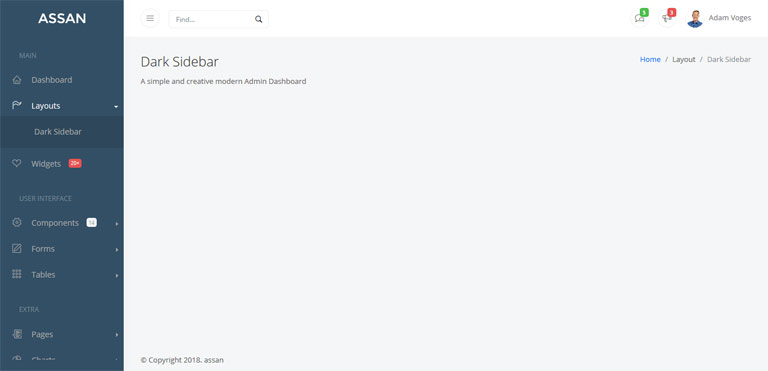 ASSAN
Find...
5
3
Adam Voges
MAIN
Dashboard
Layouts
Dark Sidebar
Widgets 20+
USER INTERFACE
Components 14
Forms
Tables
EXTRA
Pages
Charts
Dark Sidebar
Home / Layout / Dark Sidebar
A simple and creative modern Admin Dashboard
© Copyright 2018. assan